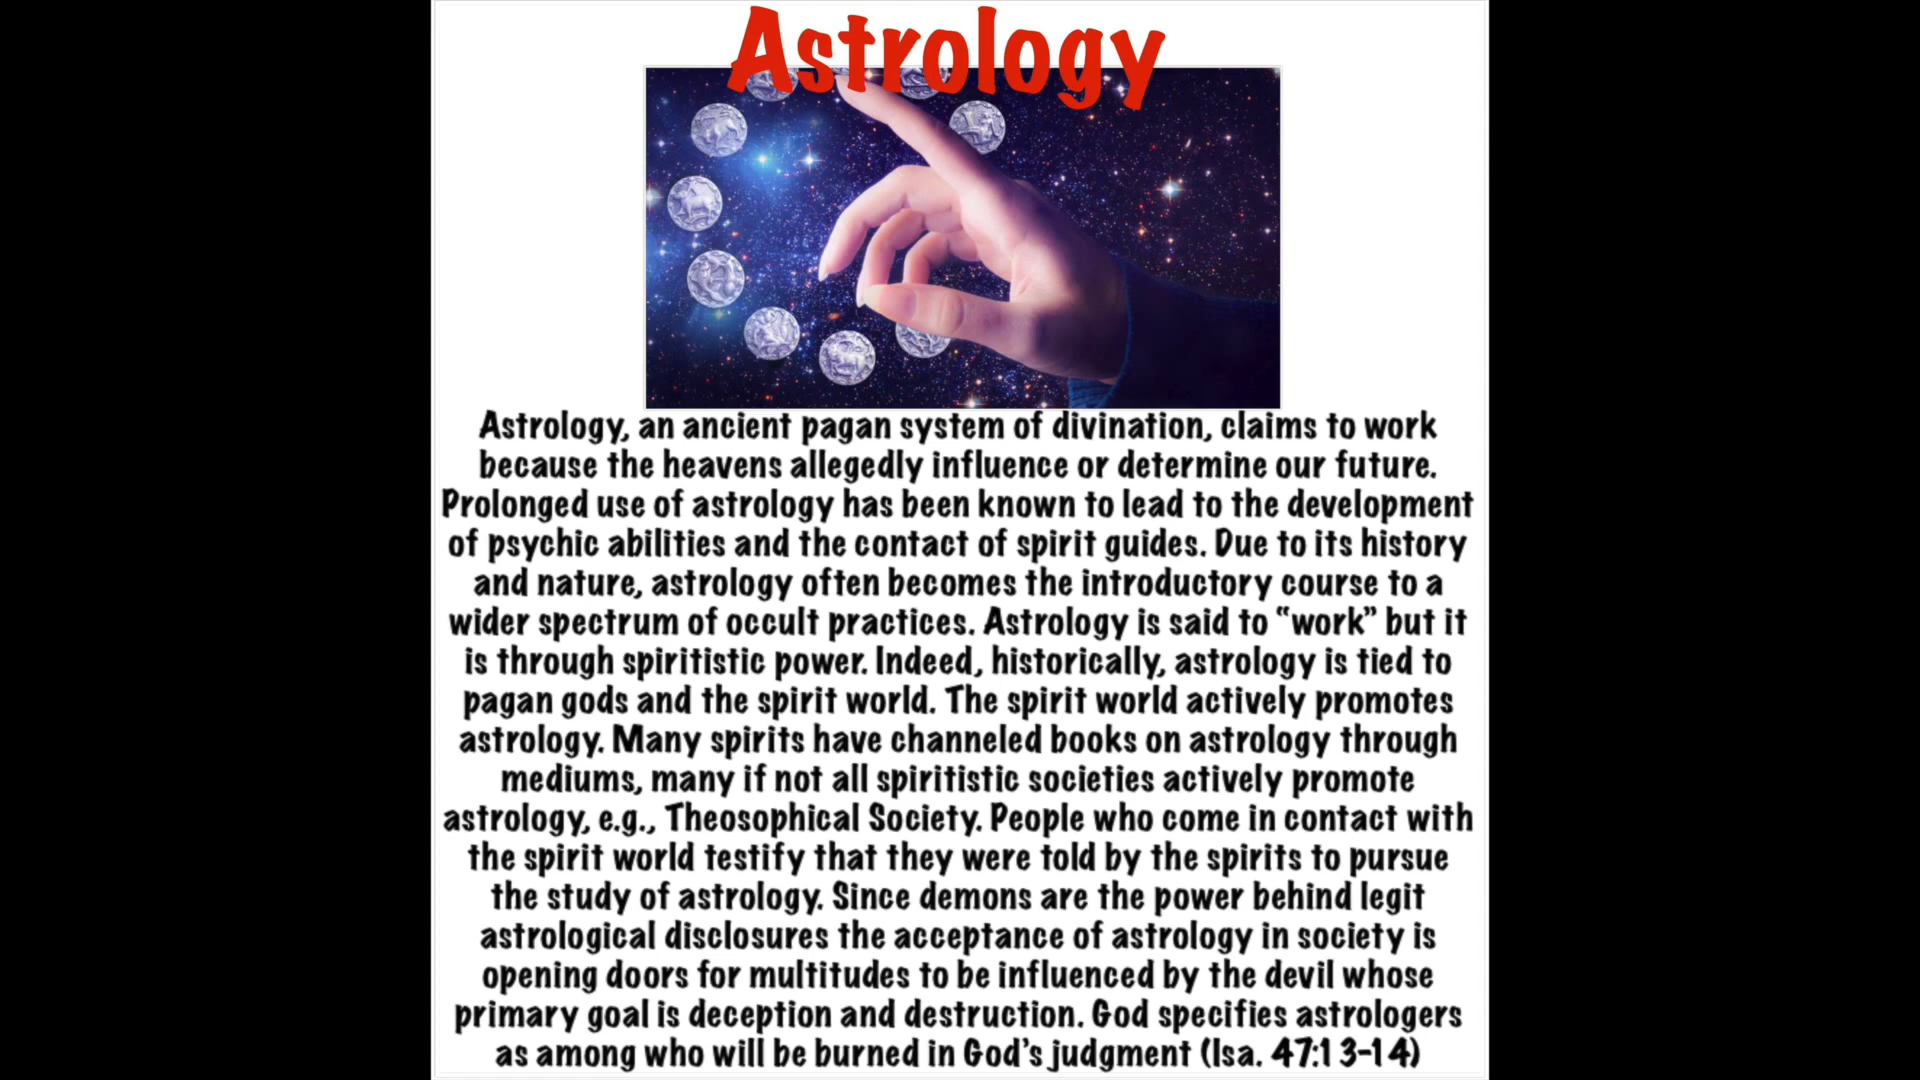 Astrology
Astrology, an ancient pagan system of divination, claims to work
because the heavens allegedly influence or determine our future.
Prolonged use of astrology has been known to lead to the development
of psychic abilities and the contact of spirit guides. Due to its history
and nature, astrology often becomes the introductory course to a
wider spectrum of occult practices. Astrology is said to “work” but it
is through spiritistic power. Indeed, historically, astrology is tied to
pagan gods and the spirit world. The spirit world actively promotes
astrology. Many spirits have channeled books on astrology through
mediums, many if not all spiritistic societies actively promote
astrology, e.g., Theosophical Society. People who come in contact with
the spirit world testify that they were told by the spirits to pursue
the study of astrology. Since demons are the power behind legit
astrological disclosures the acceptance of astrology in society is
opening doors for multitudes to be influenced by the devil whose
primary goal is deception and destruction. God specifies astrologers
as among who will be burned in God’s judgment (Isa. 47:13-14)